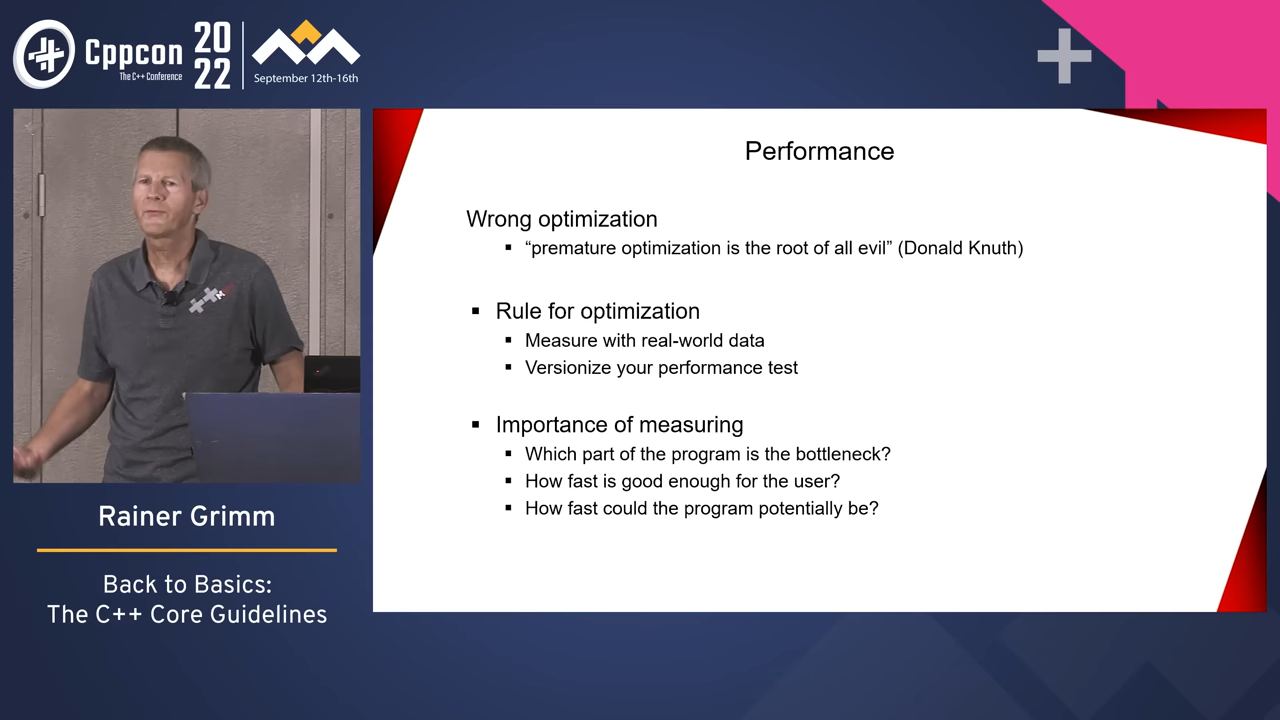 Cppcon
The C++ Conference
20
22
September 12th-16th
Performance
Wrong optimization
“premature optimization is the root of all evil” (Donald Knuth)
Rule for optimization
Measure with real-world data
Versionize your performance test
Importance of measuring
Which part of the program is the bottleneck?
How fast is good enough for the user?
How fast could the program potentially be?
Rainer Grimm
Back to Basics:
The C++ Core Guidelines